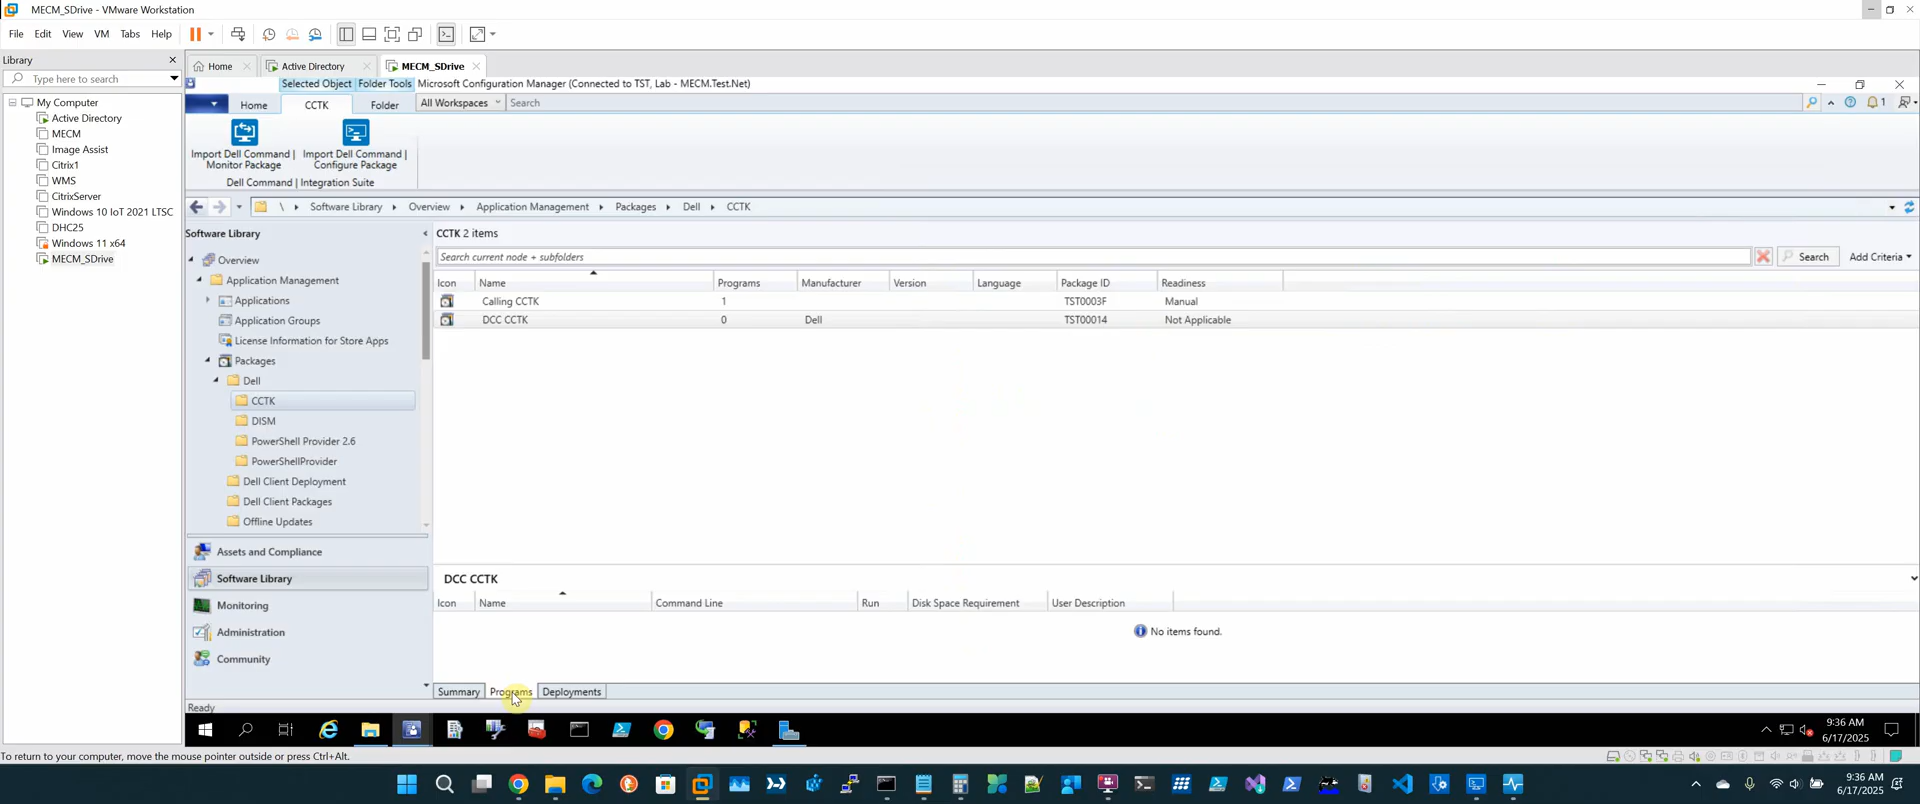 MECM_SDrive - VMware Workstation
File Edit View VM Tabs Help
Library
Type here to search
My Computer
Active Directory
MECM
Image Assist
Citrix1
WMS
CitrixServer
Windows 10 IoT 2021 LTSC
DHC25
Windows 11 x64
MECM_SDrive
Home Active Directory MECM_SDrive
Selected Object Folder Tools Microsoft Configuration Manager (Connected to TST, Lab - MECM.Test.Net)
Home CCTK Folder All Workspaces Search
1
Import Dell Command | Monitor Package
Import Dell Command | Configure Package
Dell Command | Integration Suite
\ Software Library Overview Application Management Packages Dell CCTK
Software Library
Overview
Application Management
Applications
Application Groups
License Information for Store Apps
Packages
Dell
CCTK
DISM
PowerShell Provider 2.6
PowerShellProvider
Dell Client Deployment
Dell Client Packages
Offline Updates
Assets and Compliance
Software Library
Monitoring
Administration
Community
CCTK 2 items
Search current node + subfolders Search Add Criteria
Icon Name Programs Manufacturer Version Language Package ID Readiness
Calling CCTK 1 TST0003F Manual
DCC CCTK 0 Dell TST00014 Not Applicable
DCC CCTK
Icon Name Command Line Run Disk Space Requirement User Description
No items found.
Summary Programs Deployments
Ready
9:36 AM
6/17/2025
To return to your computer, move the mouse pointer outside or press Ctrl+Alt.
9:36 AM
6/17/2025